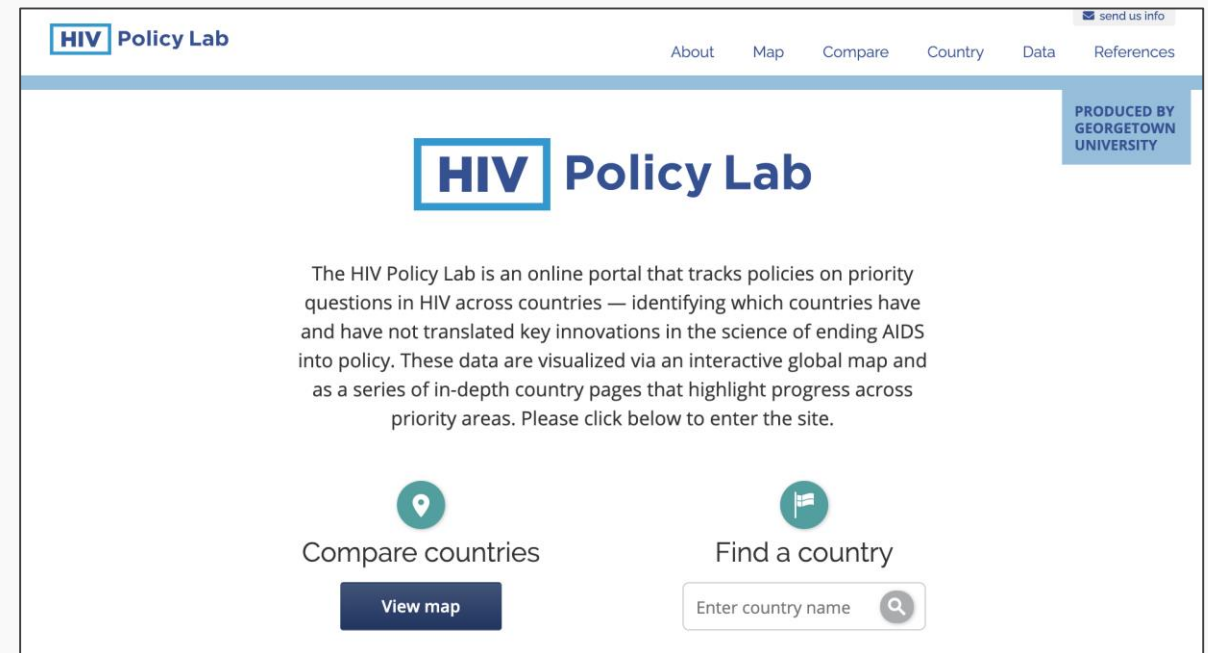 send us info
HIV Policy Lab
About Map Compare Country Data References
PRODUCED BY
GEORGETOWN
UNIVERSITY
HIV Policy Lab
The HIV Policy Lab is an online portal that tracks policies on priority
questions in HIV across countries — identifying which countries have
and have not translated key innovations in the science of ending AIDS
into policy. These data are visualized via an interactive global map and
as a series of in-depth country pages that highlight progress across
priority areas. Please click below to enter the site.
Compare countries
Find a country
View map
Enter country name